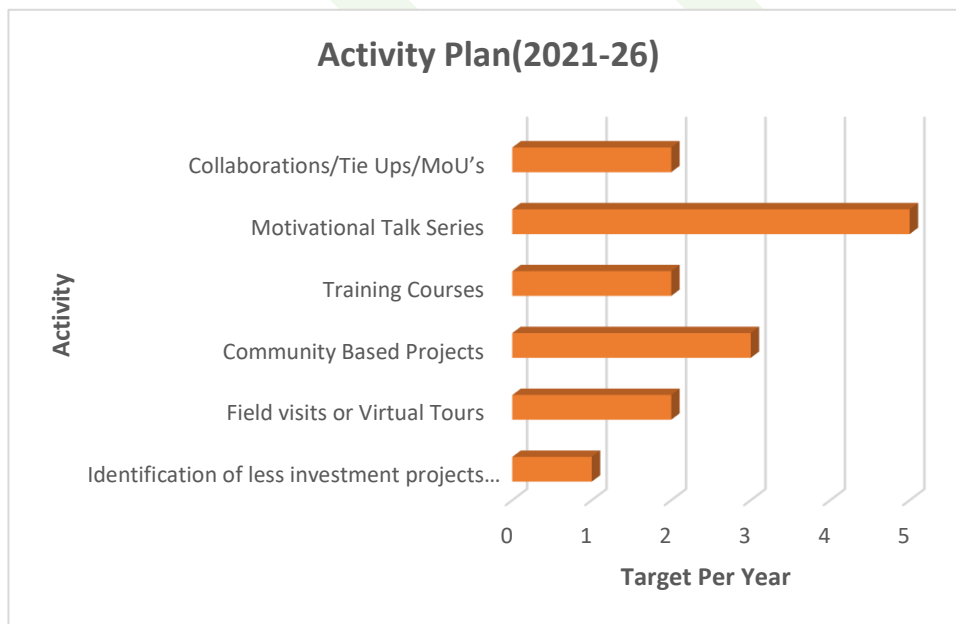 Activity Plan(2021-26)
Collaborations/Tie Ups/MoU’s
Motivational Talk Series
Training Courses
Community Based Projects
Field visits or Virtual Tours
Identification of less investment projects…
Activity
0 1 2 3 4 5
Target Per Year